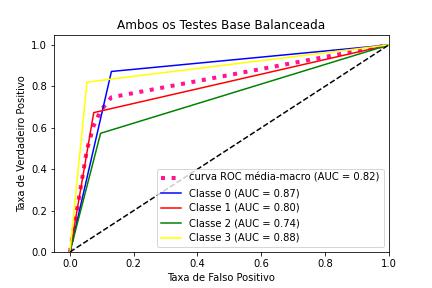 Ambos os Testes Base Balanceada
Taxa de Verdadeiro Positivo
1.0
0.8
0.6
0.4
0.2
0.0
curva ROC média-macro (AUC = 0.82)
Classe 0 (AUC = 0.87)
Classe 1 (AUC = 0.80)
Classe 2 (AUC = 0.74)
Classe 3 (AUC = 0.88)
0.0 0.2 0.4 0.6 0.8 1.0
Taxa de Falso Positivo